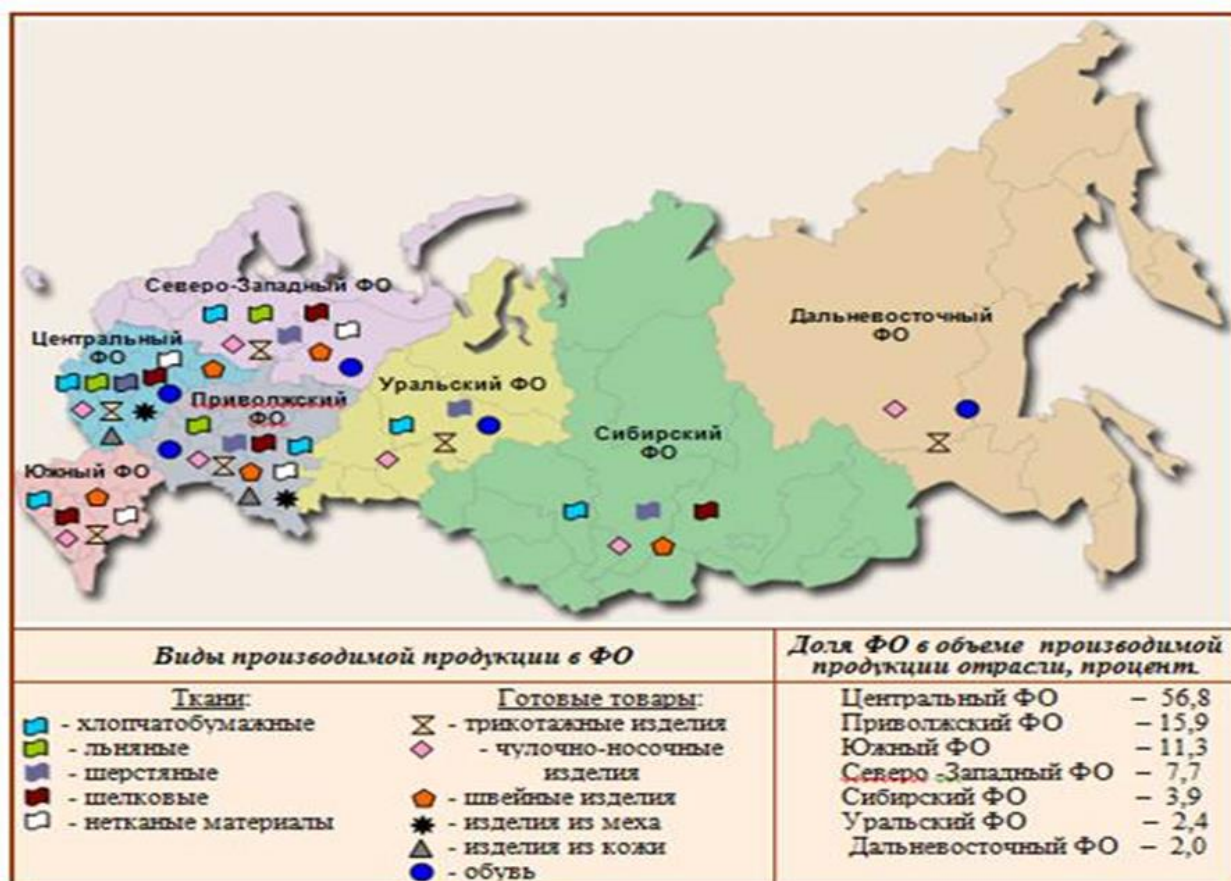 Северо-Западный ФО
Центральный
ФО
Приволжский
ФО
Уральский ФО
Дальневосточный
ФО
Сибирский
ФО
Южный ФО
Виды производимой продукции в ФО
Ткани:
- хлопчатобумажные
- льняные
- шерстяные
- шелковые
- нетканые материалы
Готовые товары:
- трикотажные изделия
- чулочно-носочные
изделия
- швейные изделия
- изделия из меха
- изделия из кожи
- обувь
Доля ФО в объеме производимой
продукции отрасли, процент.
Центральный ФО – 56,8
Приволжский ФО – 15,9
Южный ФО – 11,3
Северо -Западный ФО – 7,7
Сибирский ФО – 3,9
Уральский ФО – 2,4
Дальневосточный ФО – 2,0